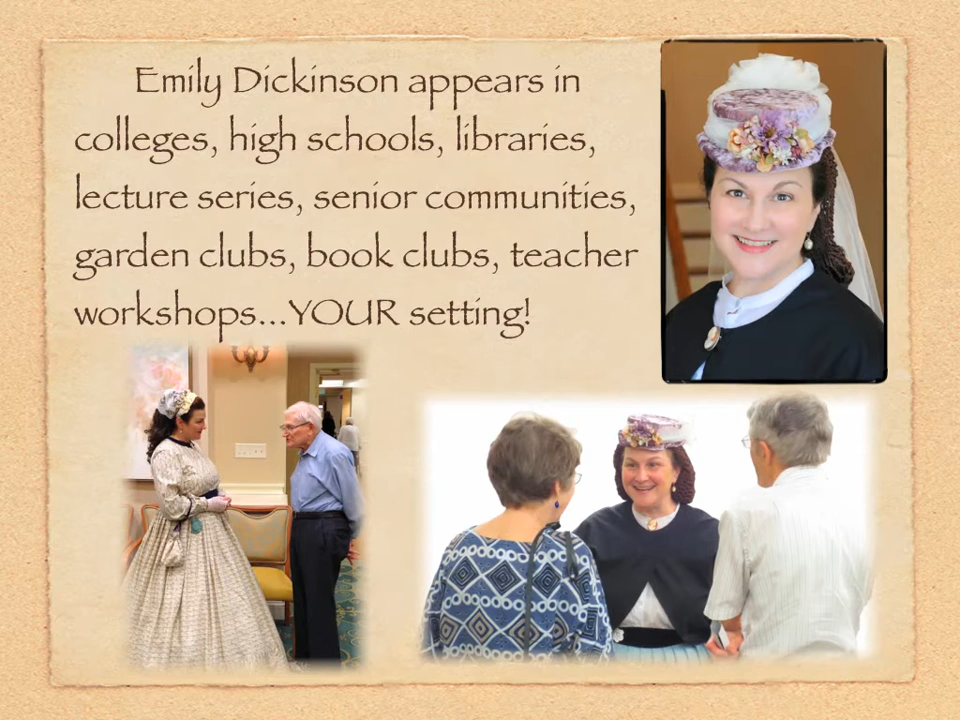 Emily Dickinson appears in
colleges, high schools, libraries,
lecture series, senior communities,
garden clubs, book clubs, teacher
workshops...YOUR setting!